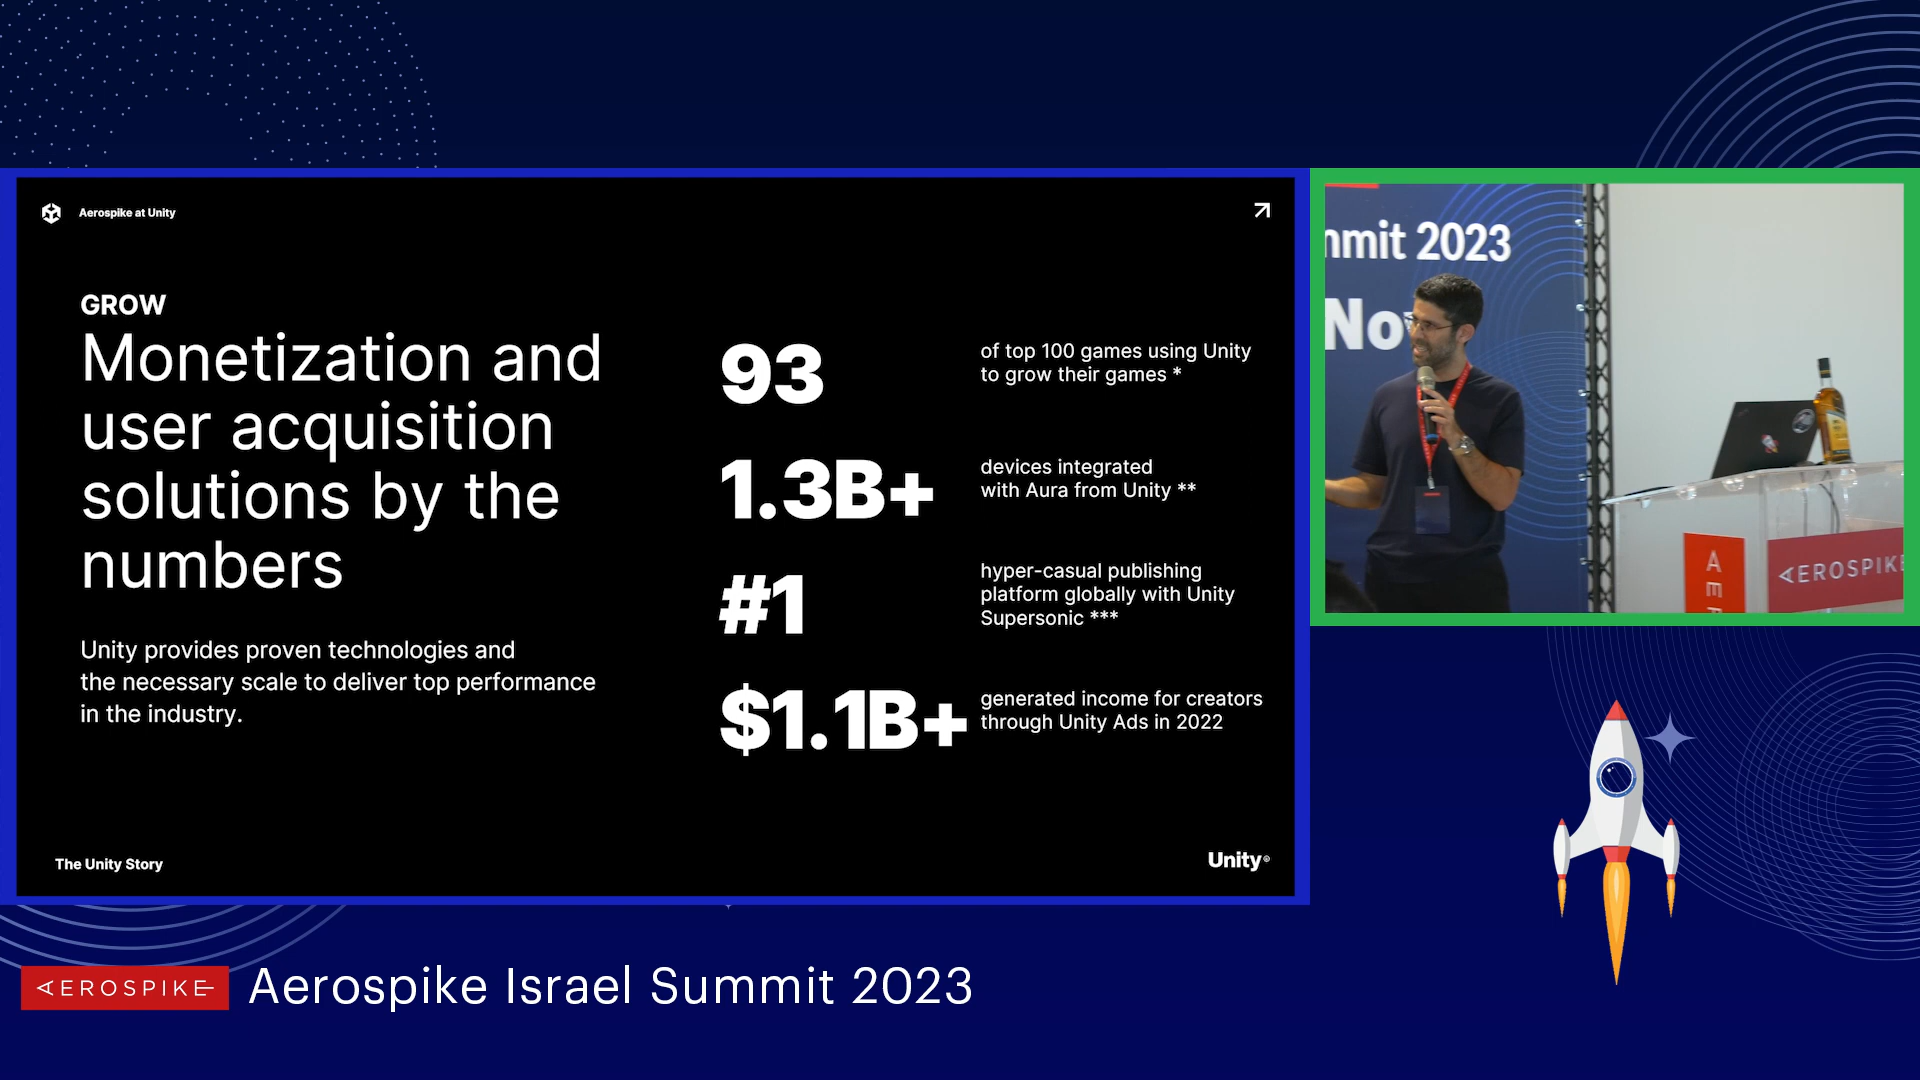 Aerospike at Unity
GROW
Monetization and
user acquisition
solutions by the
numbers
Unity provides proven technologies and
the necessary scale to deliver top performance
in the industry.
93
of top 100 games using Unity
to grow their games *
1.3B+
devices integrated
with Aura from Unity **
#1
hyper-casual publishing
platform globally with Unity
Supersonic ***
$1.1B+
generated income for creators
through Unity Ads in 2022
The Unity Story
Unity®
2023
AEROSPIKE
AEROSPIKE
Aerospike Israel Summit 2023